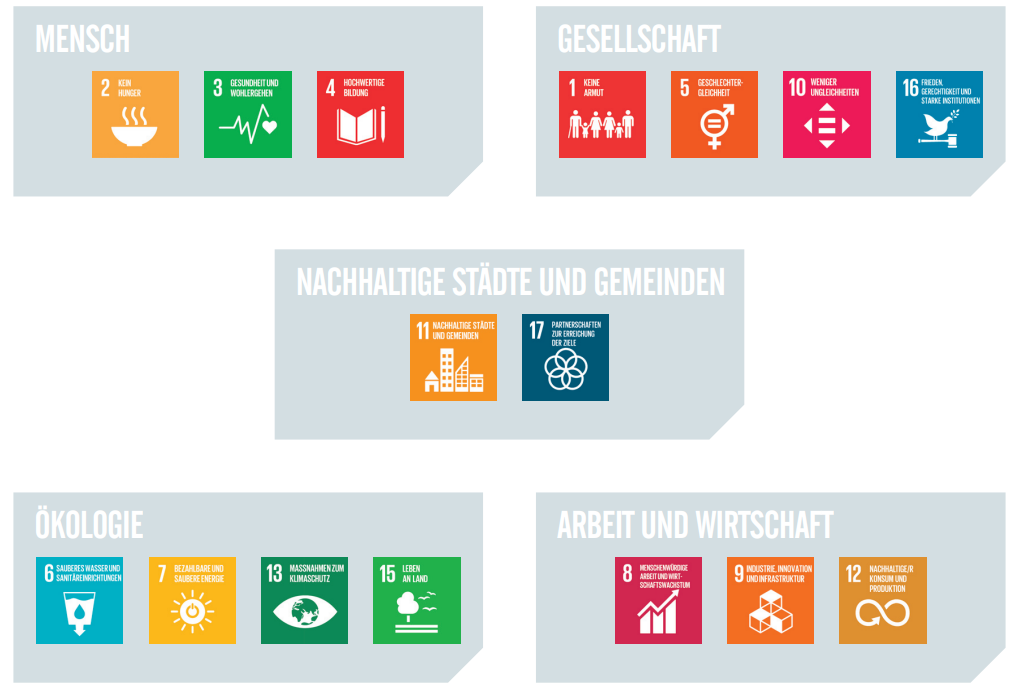 MENSCH
2 KEIN
HUNGER
3 GESUNDHEIT UND
WOHLERGEHEN
4 HOCHWERTIGE
BILDUNG
GESELLSCHAFT
1 KEINE
ARMUT
5 GESCHLECHTER-
GLEICHHEIT
10 WENIGER
UNGLEICHHEITEN
16 FRIEDEN,
GERECHTIGKEIT UND
STARKE INSTITUTIONEN
NACHHALTIGE STÄDTE UND GEMEINDEN
11 NACHHALTIGE STÄDTE
UND GEMEINDEN
17 PARTNERSCHAFTEN
ZUR ERREICHUNG
DER ZIELE
ÖKOLOGIE
6 SAUBERES WASSER UND
SANITÄREINRICHTUNGEN
7 BEZAHLBARE UND
SAUBERE ENERGIE
13 MASSNAHMEN ZUM
KLIMASCHUTZ
15 LEBEN
AN LAND
ARBEIT UND WIRTSCHAFT
8 MENSCHENWÜRDIGE
ARBEIT UND WIRT-
SCHAFTSWACHSTUM
9 INDUSTRIE, INNOVATION
UND INFRASTRUKTUR
12 NACHHALTIGE/R
KONSUM UND
PRODUKTION